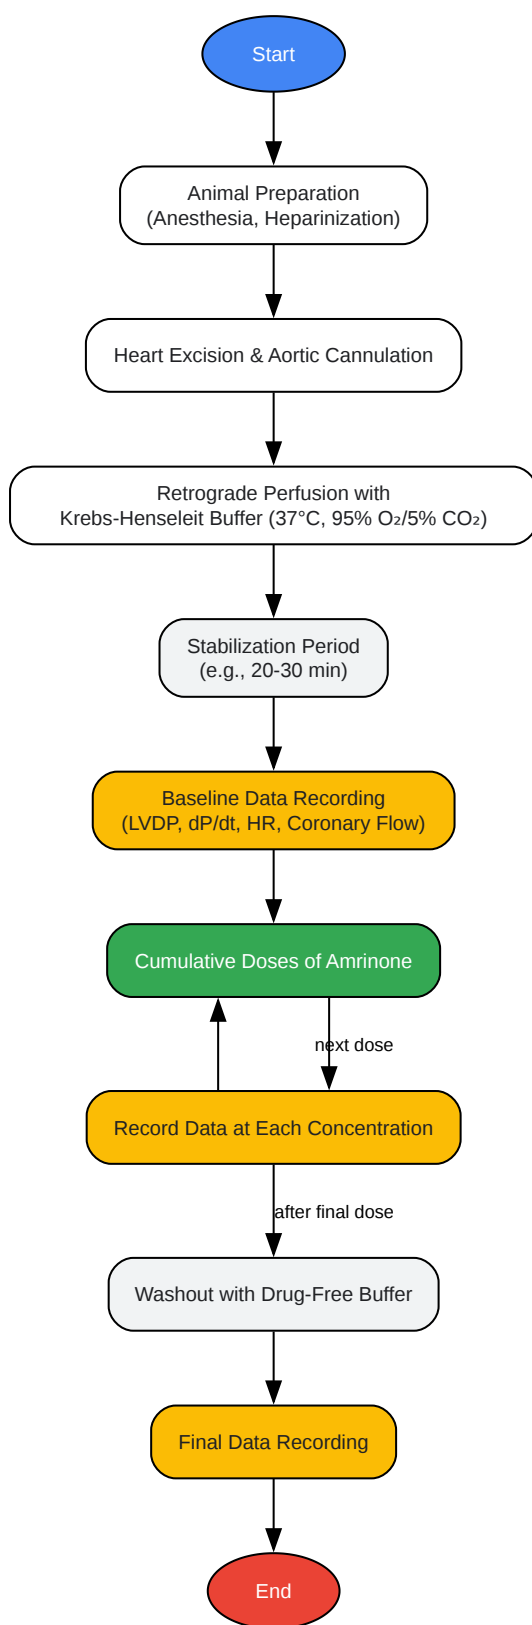 Start
Animal Preparation
(Anesthesia, Heparinization)
Heart Excision & Aortic Cannulation
Retrograde Perfusion with
Krebs-Henseleit Buffer (37°C, 95% O₂/5% CO₂)
Stabilization Period
(e.g., 20-30 min)
Baseline Data Recording
(LVDP, dP/dt, HR, Coronary Flow)
Cumulative Doses of Amrinone
next dose
Record Data at Each Concentration
after final dose
Washout with Drug-Free Buffer
Final Data Recording
End